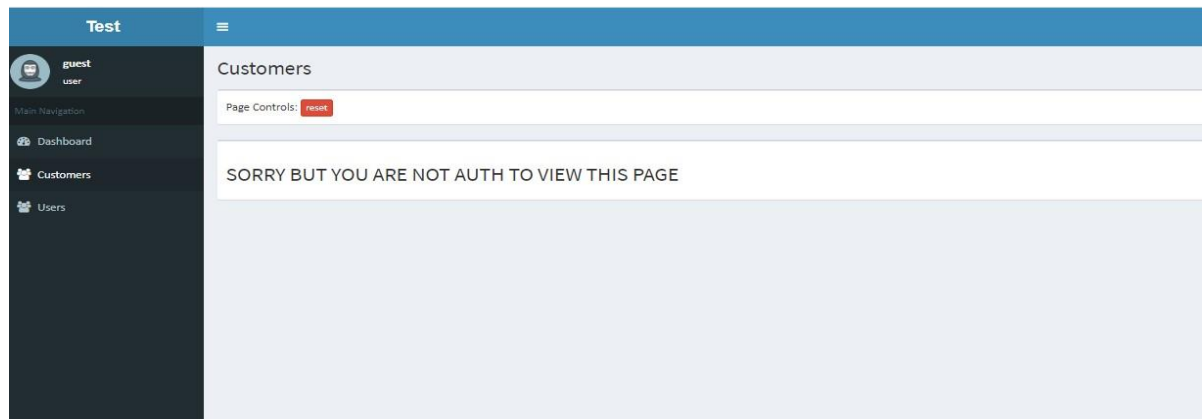 Test
guest
user
Main Navigation
Dashboard
Customers
Users
Customers
Page Controls: reset
SORRY BUT YOU ARE NOT AUTH TO VIEW THIS PAGE